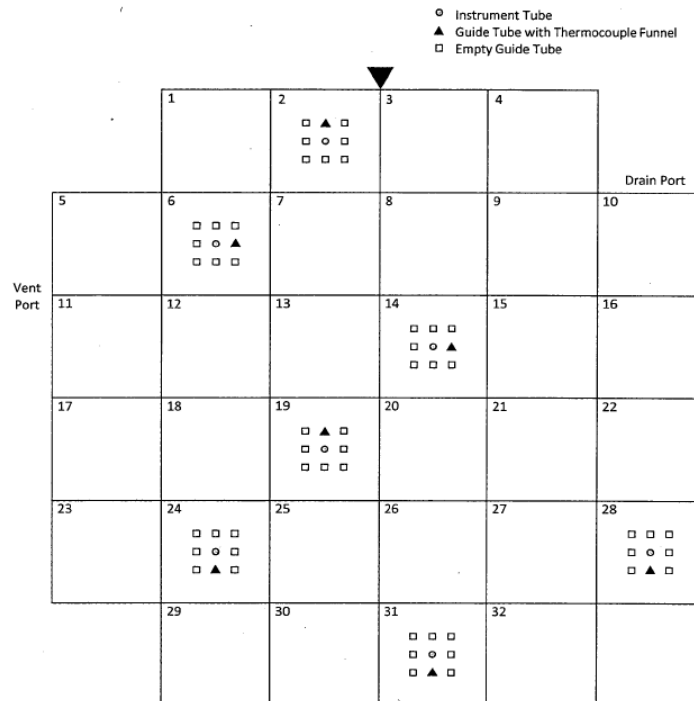 Instrument Tube
Guide Tube with Thermocouple Funnel
Empty Guide Tube
1 2 3 4
Drain Port
5 6 7 8 9 10
Vent
Port
11 12 13 14 15 16
17 18 19 20 21 22
23 24 25 26 27 28
29 30 31 32